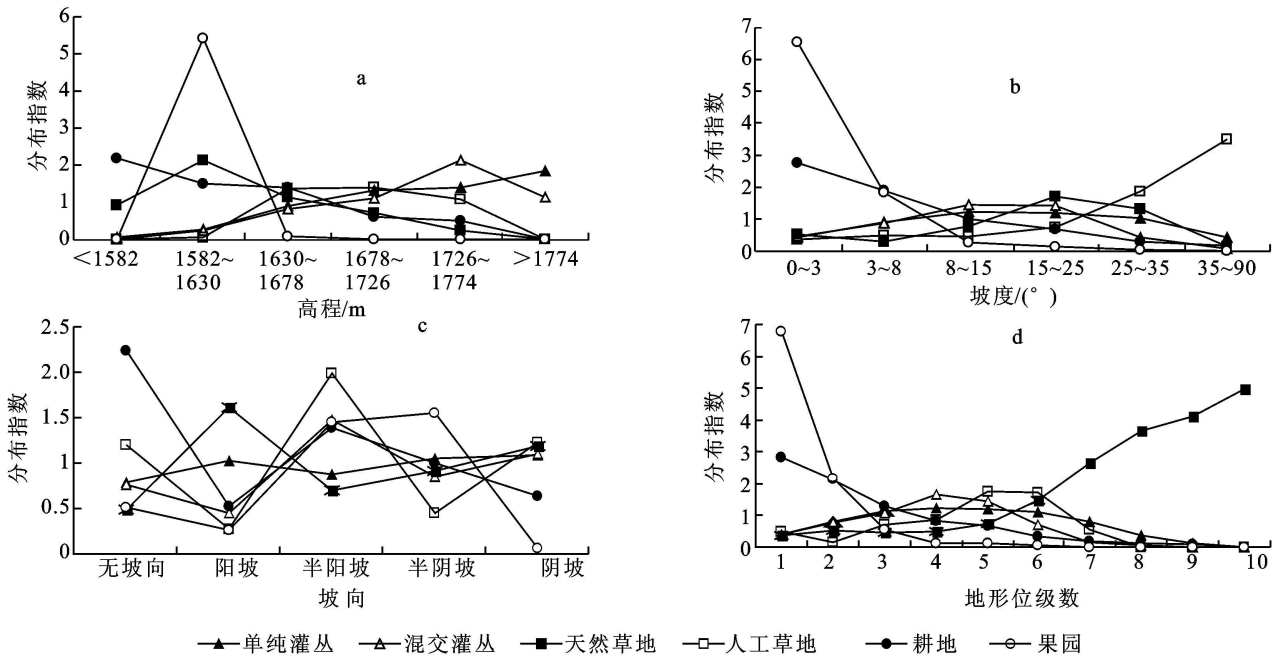 6
5
4
3
2
1
0
分布指数
a
<1582
1582~
1630
1630~
1678
1678~
1726
1726~
1774
>1774
高程/m
7
6
5
4
3
2
1
0
分布指数
b
0~3
3~8
8~15
15~25
25~35
35~90
坡度/(°)
2.5
2.0
1.5
1
0.5
0
分布指数
c
无坡向
阳坡
半阳坡
半阴坡
阴坡
坡向
7
6
5
4
3
2
1
0
分布指数
d
1 2 3 4 5 6 7 8 9 10
地形位级数
单纯灌丛 混交灌丛 天然草地 人工草地 耕地 果园